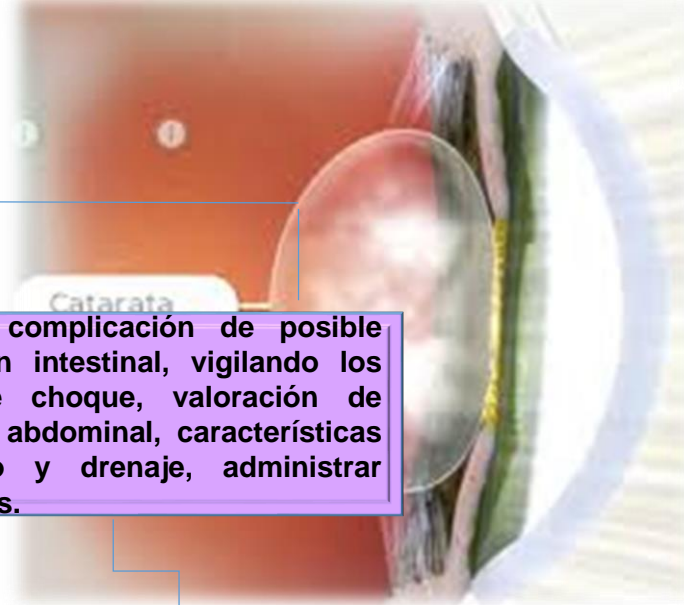 Catarata
complicación de posible
n intestinal, vigilando los
e choque, valoración de
abdominal, características
o y drenaje, administrar
s.